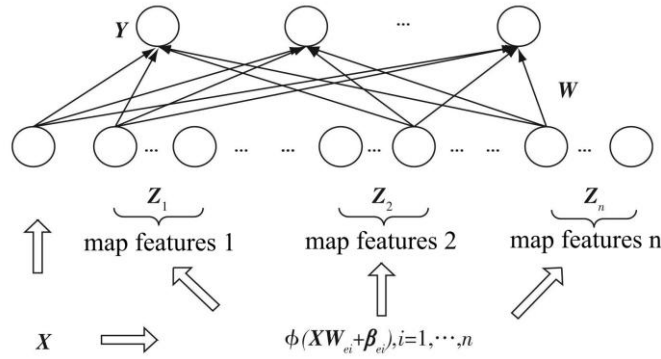 Y ...
W
... ... ... ... ... ... ...
Z₁ Z₂ Zₙ
map features 1 map features 2 map features n
X ϕ(XWₑᵢ+βₑᵢ),i=1,⋯,n